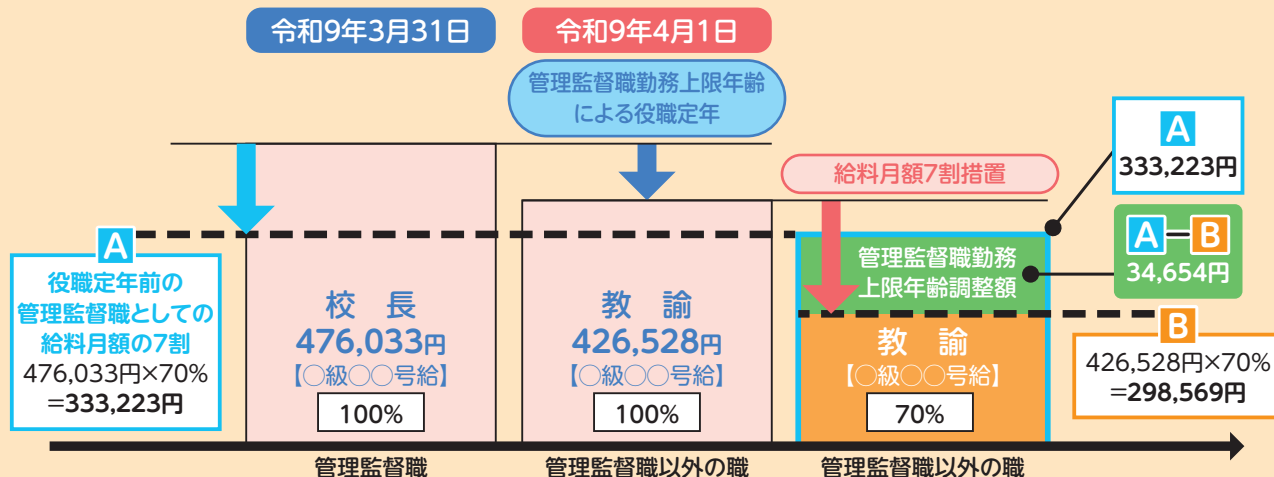 令和9年3月31日
令和9年4月1日
管理監督職勤務上限年齢
による役職定年
給料月額7割措置
A
333,223円
A－B
34,654円
A
役職定年前の
管理監督職としての
給料月額の7割
476,033円×70%
=333,223円
校　長
476,033円
【○級○○号給】
100%
教　諭
426,528円
【○級○○号給】
100%
管理監督職勤務
上限年齢調整額
教　諭
【○級○○号給】
70%
B
426,528円×70%
=298,569円
管理監督職
管理監督職以外の職
管理監督職以外の職